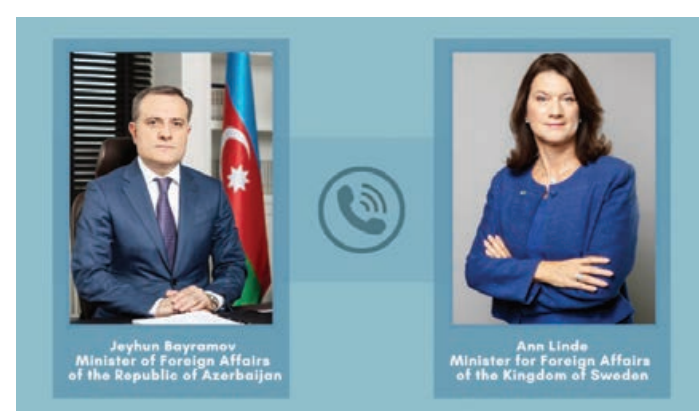 Jeyhun Bayramov
Minister of Foreign Affairs
of the Republic of Azerbaijan
Ann Linde
Minister for Foreign Affairs
of the Kingdom of Sweden